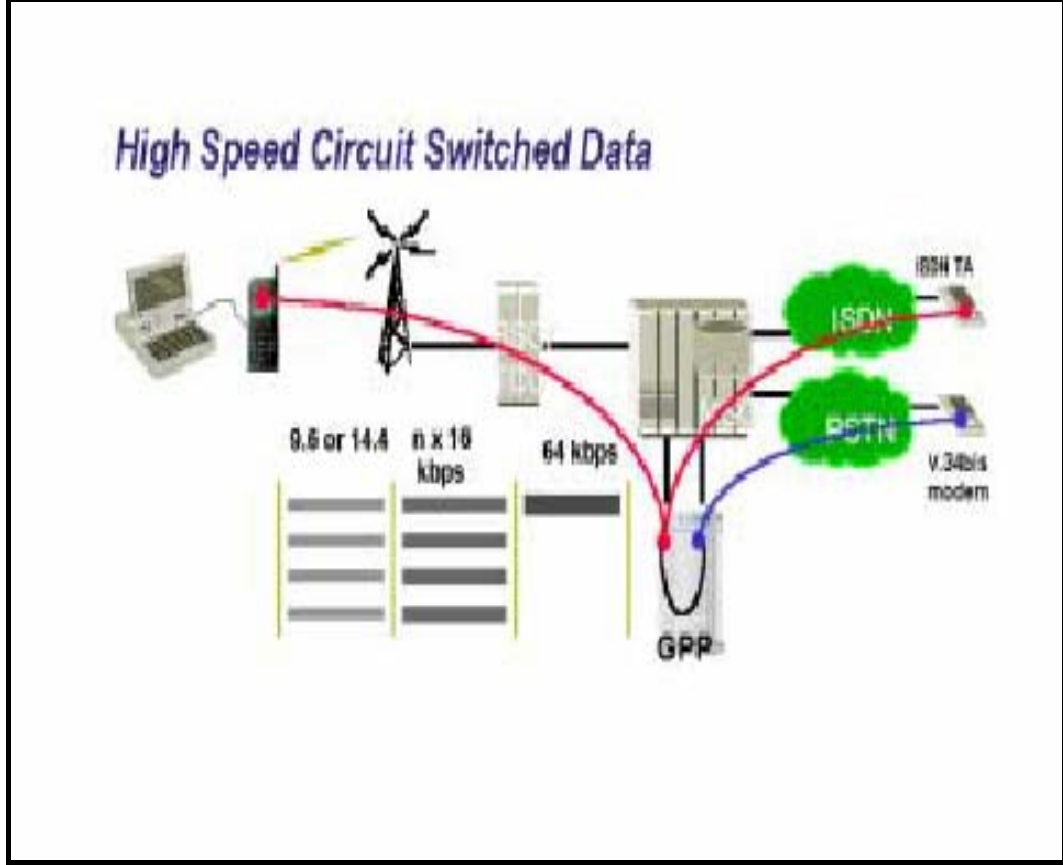 High Speed Circuit Switched Data
ISDN TA
ISDN
PSTN
9.6 or 14.4
n x 16
kbps
64 kbps
V.34bis
modem
GPP